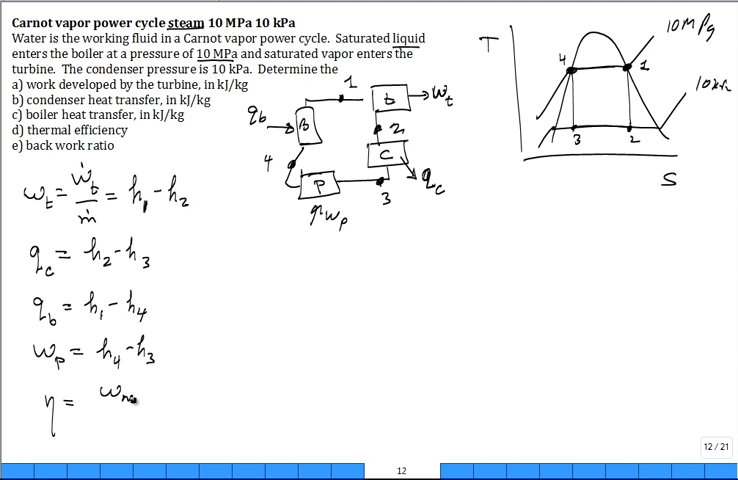 Carnot vapor power cycle steam 10 MPa 10 kPa
Water is the working fluid in a Carnot vapor power cycle. Saturated liquid
enters the boiler at a pressure of 10 MPa and saturated vapor enters the
turbine. The condenser pressure is 10 kPa. Determine the
a) work developed by the turbine, in kJ/kg
b) condenser heat transfer, in kJ/kg
c) boiler heat transfer, in kJ/kg
d) thermal efficiency
e) back work ratio
1
t → Wt
qb → B
2
4
C
qc
P
3
wp
T
10 MPa
4 1
10 kPa
3 2
S
wt = Ẇt/ṁ = h1 - h2
qc = h2 - h3
qb = h1 - h4
wp = h4 - h3
η = wne
12/21
12